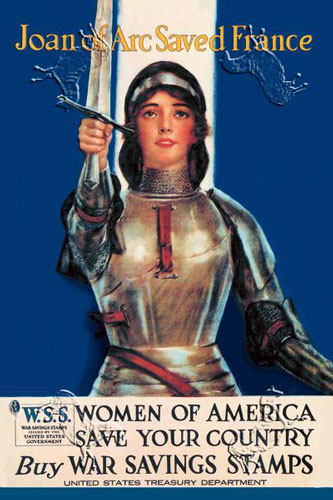 Joan of Arc Saved France
W.S.S.
WAR SAVINGS STAMPS
ISSUED BY THE
UNITED STATES
GOVERNMENT
WOMEN OF AMERICA
SAVE YOUR COUNTRY
Buy WAR SAVINGS STAMPS
UNITED STATES TREASURY DEPARTMENT